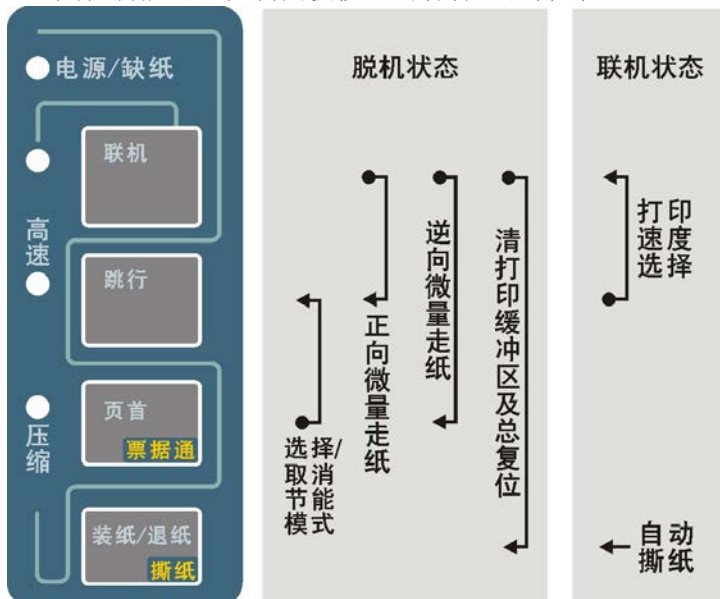 电源/缺纸
联机
高速
跳行
页首
票据通
压缩
装纸/退纸
撕纸
脱机状态
选择/
取消
节能
模式
正向微量走纸
逆向微量走纸
清打印缓冲区及总复位
联机状态
打印
速度
选择
自动
撕纸